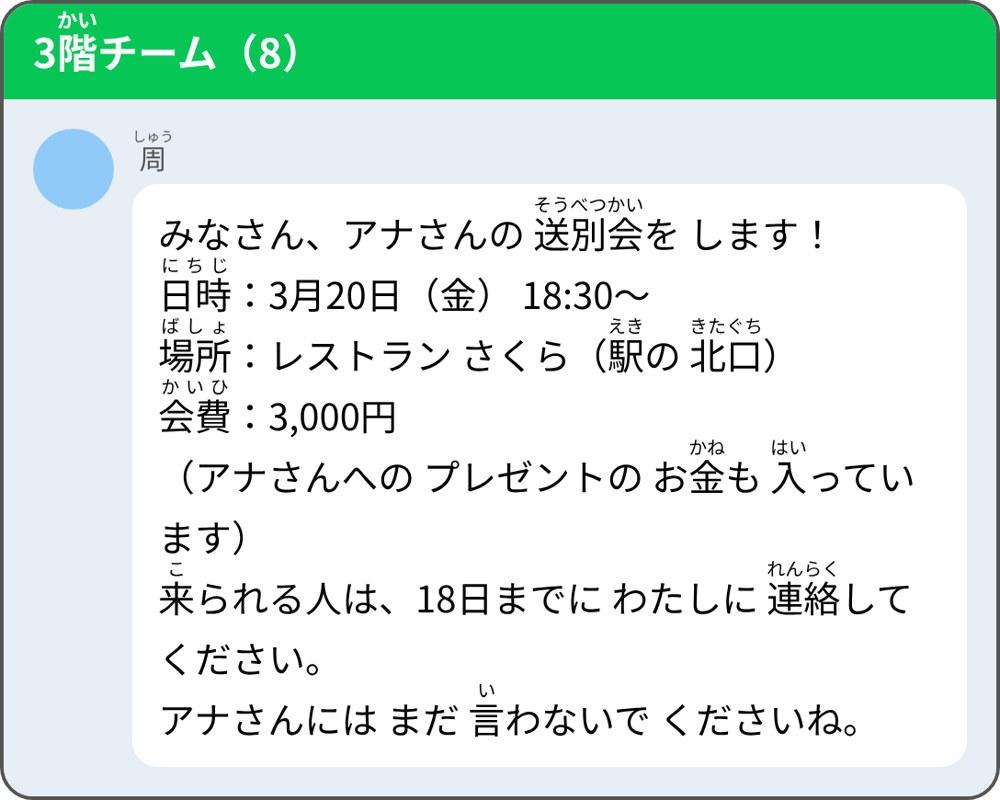 3階チーム（8）
周
みなさん、アナさんの 送別会を します！
日時：3月20日（金） 18:30～
場所：レストラン さくら（駅の 北口）
会費：3,000円
（アナさんへの プレゼントの お金も 入ってい
ます）
来られる人は、18日までに わたしに 連絡して
ください。
アナさんには まだ 言わないで くださいね。